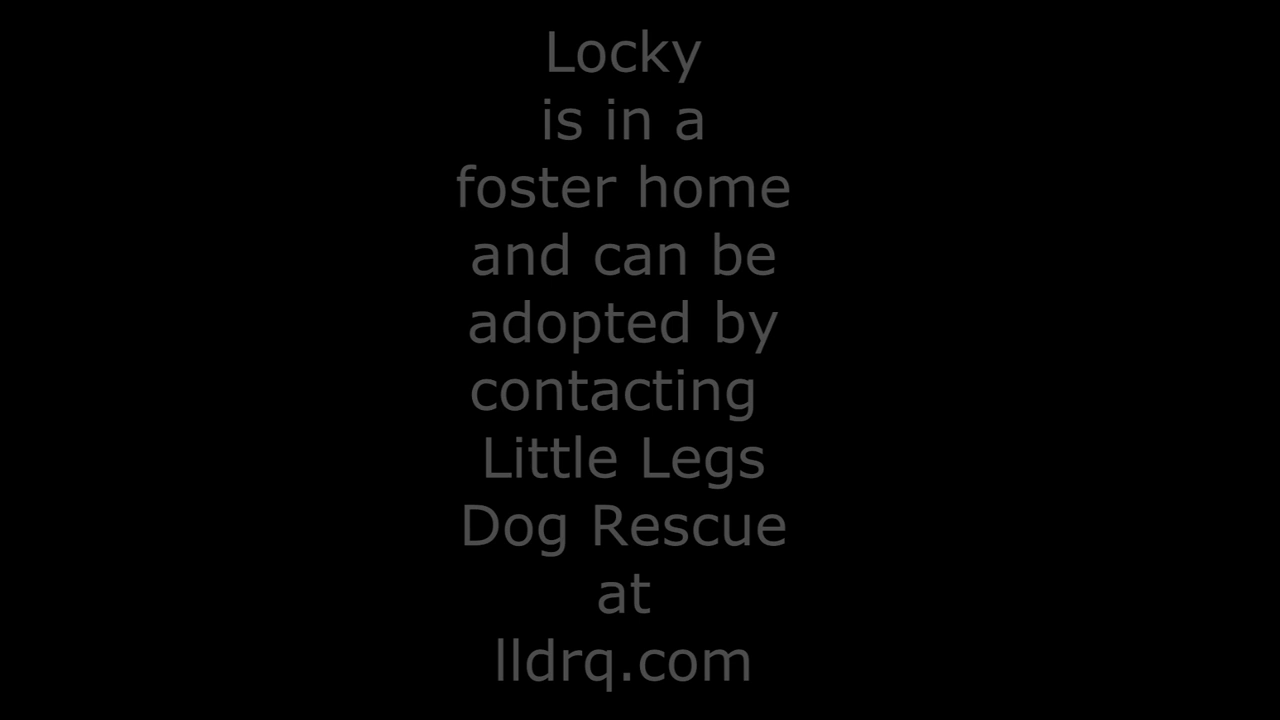 Locky
is in a
foster home
and can be
adopted by
contacting
Little Legs
Dog Rescue
at
lldrq.com